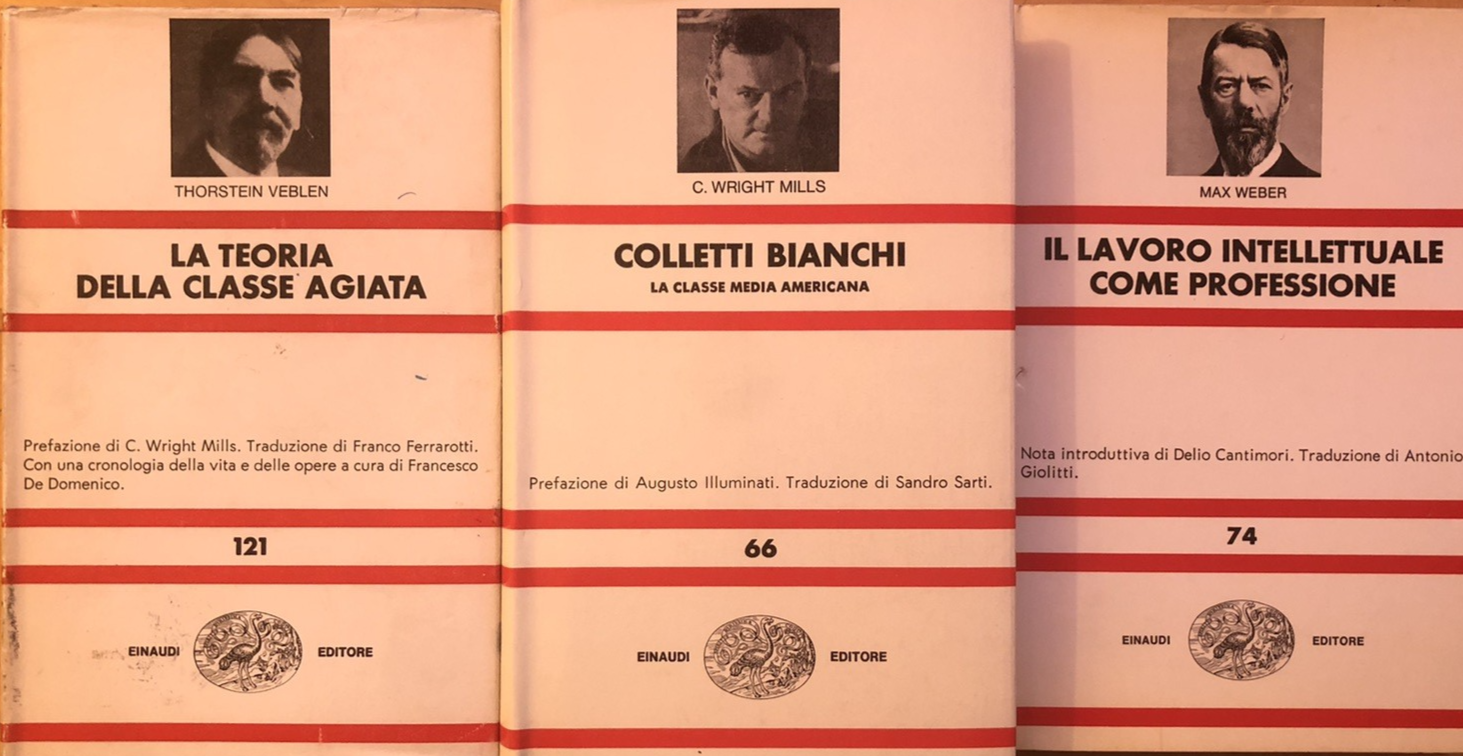 THORSTEIN VEBLEN
LA TEORIA
DELLA CLASSE AGIATA
Prefazione di C. Wright Mills. Traduzione di Franco Ferrarotti.
Con una cronologia della vita e delle opere a cura di Francesco
De Domenico.
121
EINAUDI EDITORE
C. WRIGHT MILLS
COLLETTI BIANCHI
LA CLASSE MEDIA AMERICANA
Prefazione di Augusto Illuminati. Traduzione di Sandro Sarti.
66
EINAUDI EDITORE
MAX WEBER
IL LAVORO INTELLETTUALE
COME PROFESSIONE
Nota introduttiva di Delio Cantimori. Traduzione di Antonio
Giolitti.
74
EINAUDI EDITORE